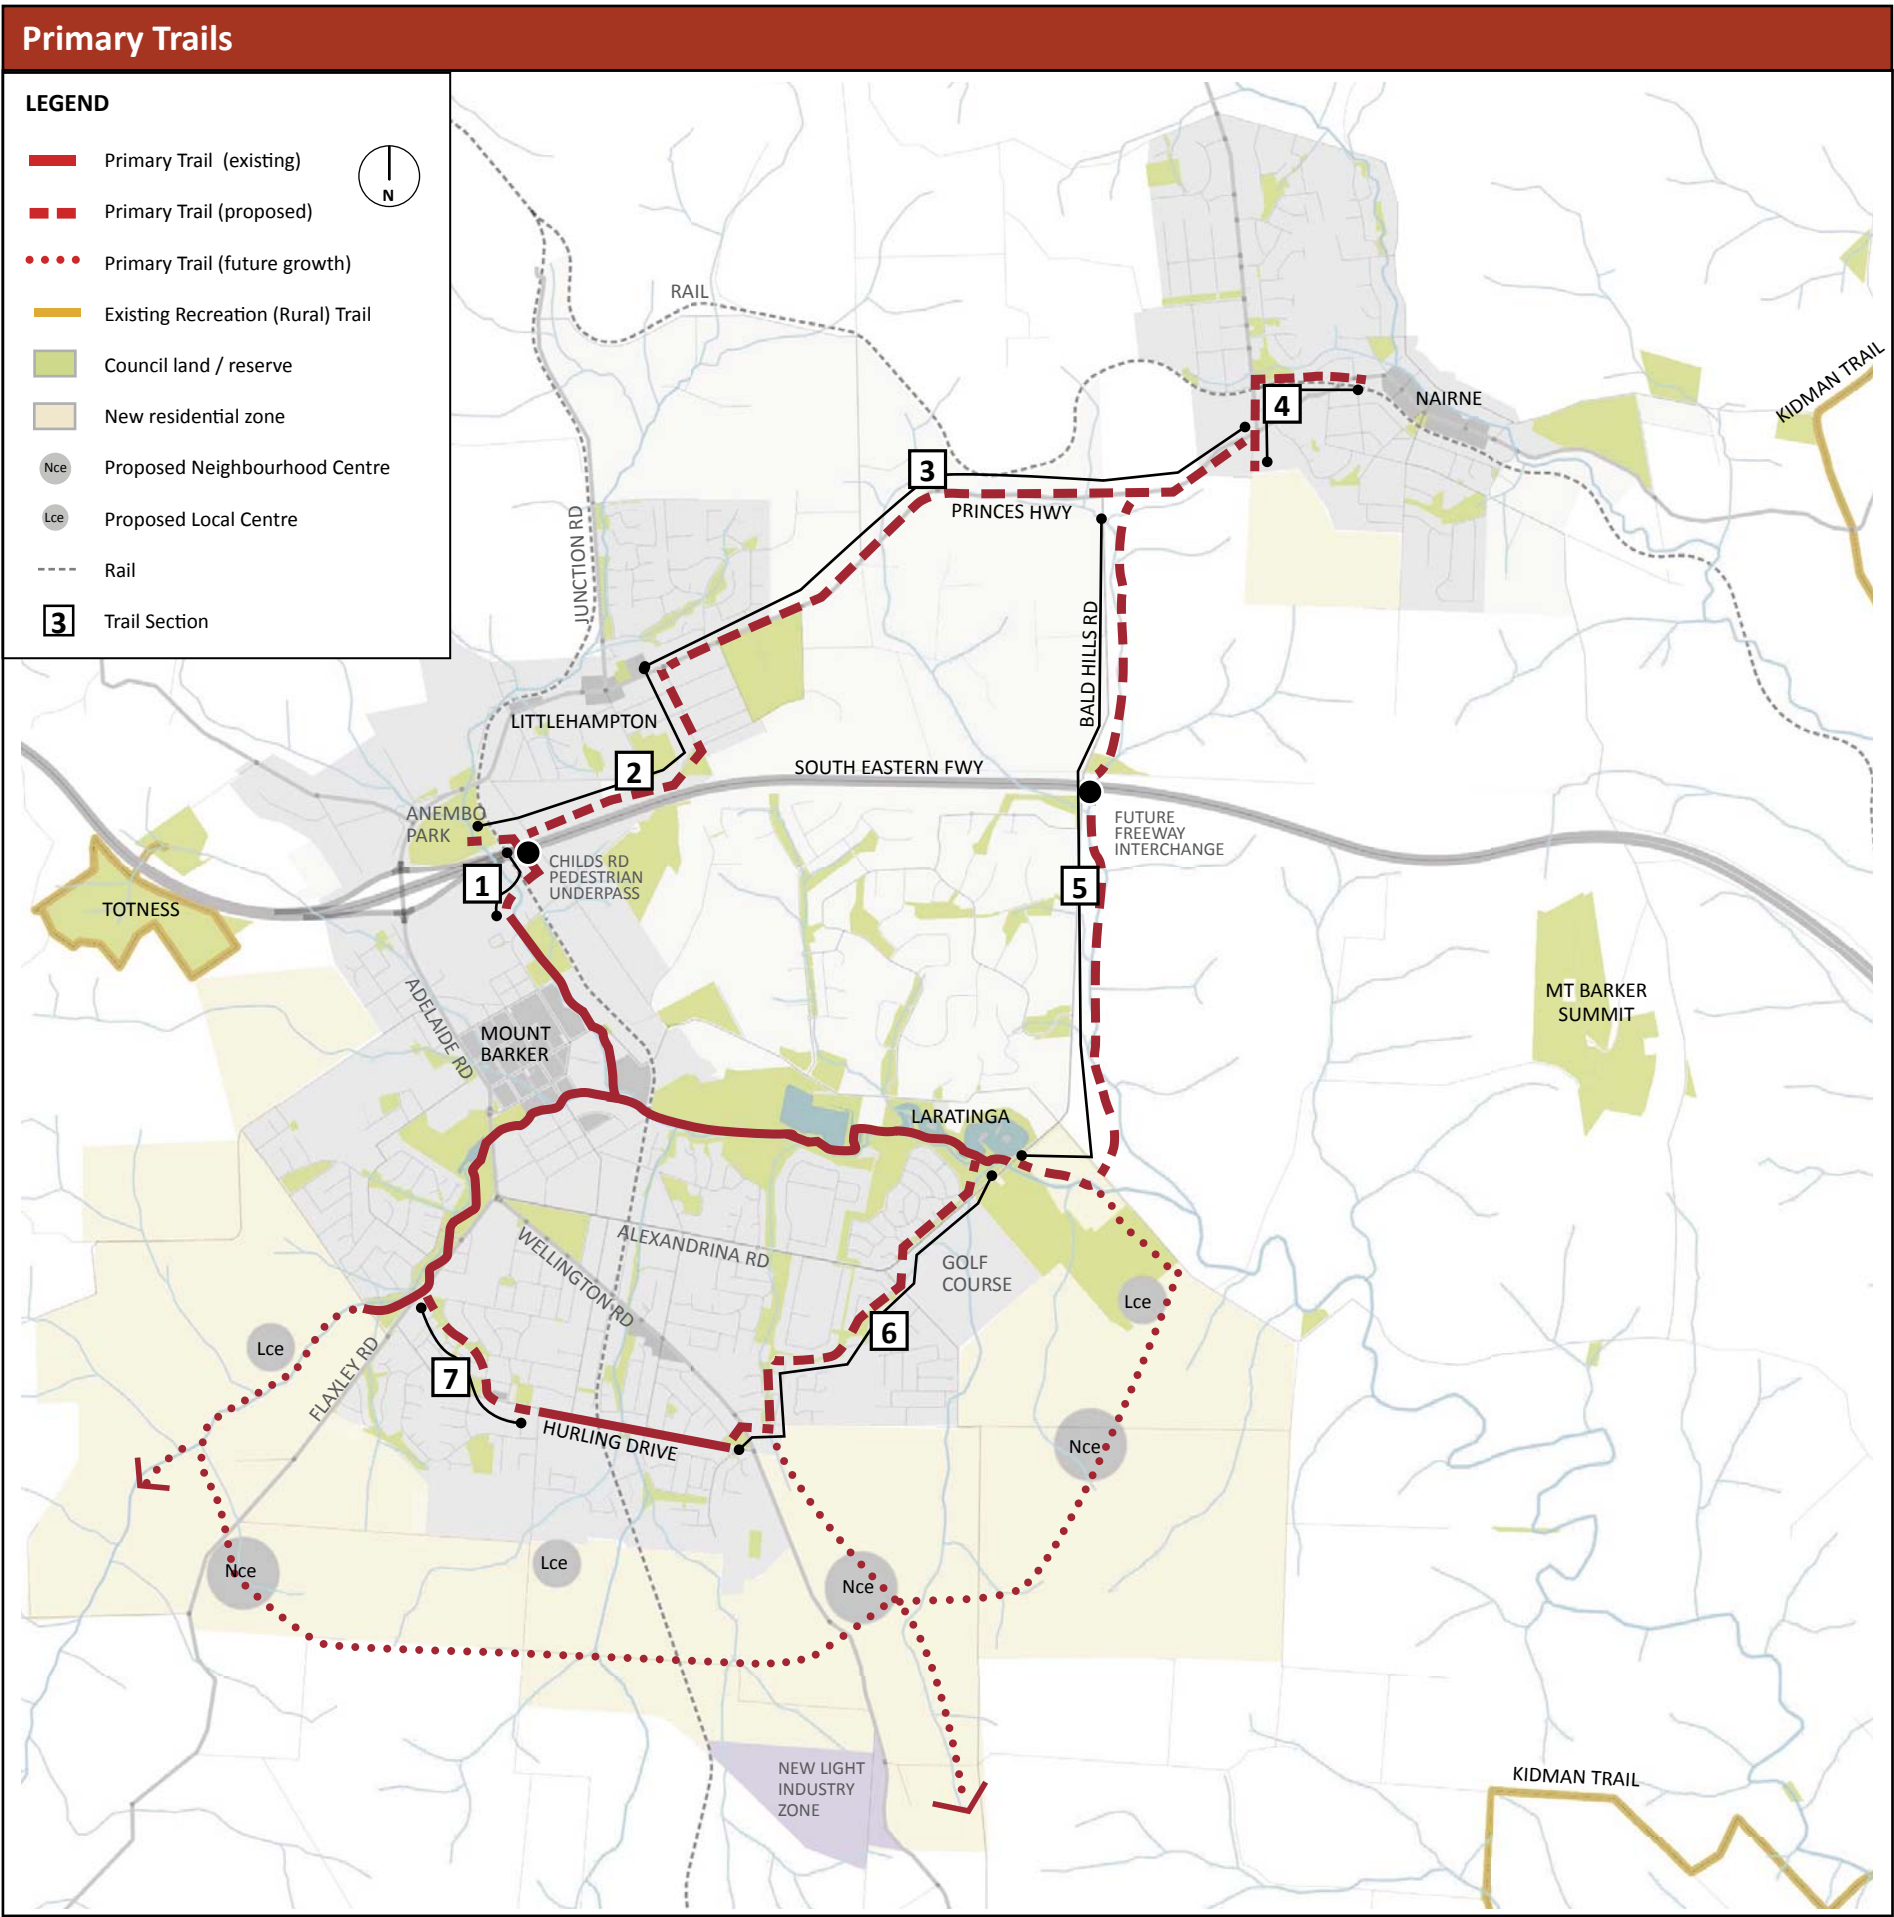 Primary Trails
LEGEND
Primary Trail (existing)
N
Primary Trail (proposed)
Primary Trail (future growth)
Existing Recreation (Rural) Trail
Council land / reserve
New residential zone
Nce
Proposed Neighbourhood Centre
Lce
Proposed Local Centre
Rail
3
Trail Section
RAIL
KIDMAN TRAIL
4
NAIRNE
3
PRINCES HWY
JUNCTION RD
BALD HILLS RD
LITTLEHAMPTON
2
SOUTH EASTERN FWY
ANEMBO
PARK
FUTURE
FREEWAY
INTERCHANGE
CHILDS RD
PEDESTRIAN
UNDERPASS
1
5
TOTNESS
ADELAIDE RD
MOUNT
BARKER
MT BARKER
SUMMIT
LARATINGA
WELLINGTON RD
ALEXANDRINA RD
GOLF
COURSE
Lce
6
Lce
FLAXLEY RD
7
HURLING DRIVE
Nce
Nce
Lce
Nce
NEW LIGHT
INDUSTRY
ZONE
KIDMAN TRAIL